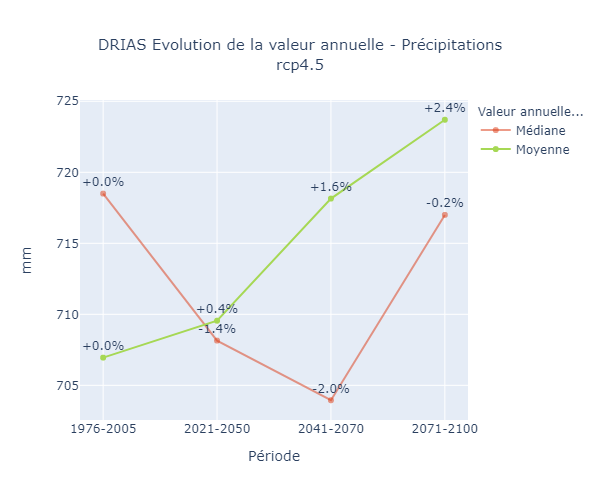 DRIAS Evolution de la valeur annuelle - Précipitations
rcp4.5
Valeur annuelle...
Médiane
Moyenne
725
720
715
710
705
mm
+0.0%
-1.4%
-2.0%
-0.2%
+0.0%
+0.4%
+1.6%
+2.4%
1976-2005
2021-2050
2041-2070
2071-2100
Période